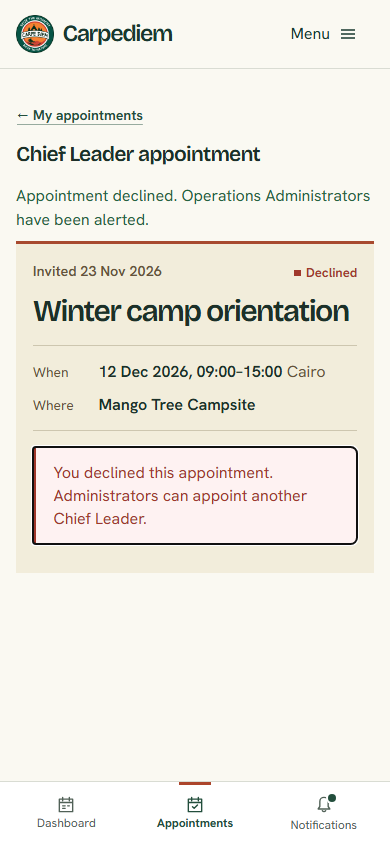 CARPE DIEM
Carpediem
Menu
← My appointments
Chief Leader appointment
Appointment declined. Operations Administrators
have been alerted.
Invited 23 Nov 2026
Declined
Winter camp orientation
When 12 Dec 2026, 09:00–15:00 Cairo
Where Mango Tree Campsite
You declined this appointment.
Administrators can appoint another
Chief Leader.
Dashboard
Appointments
Notifications